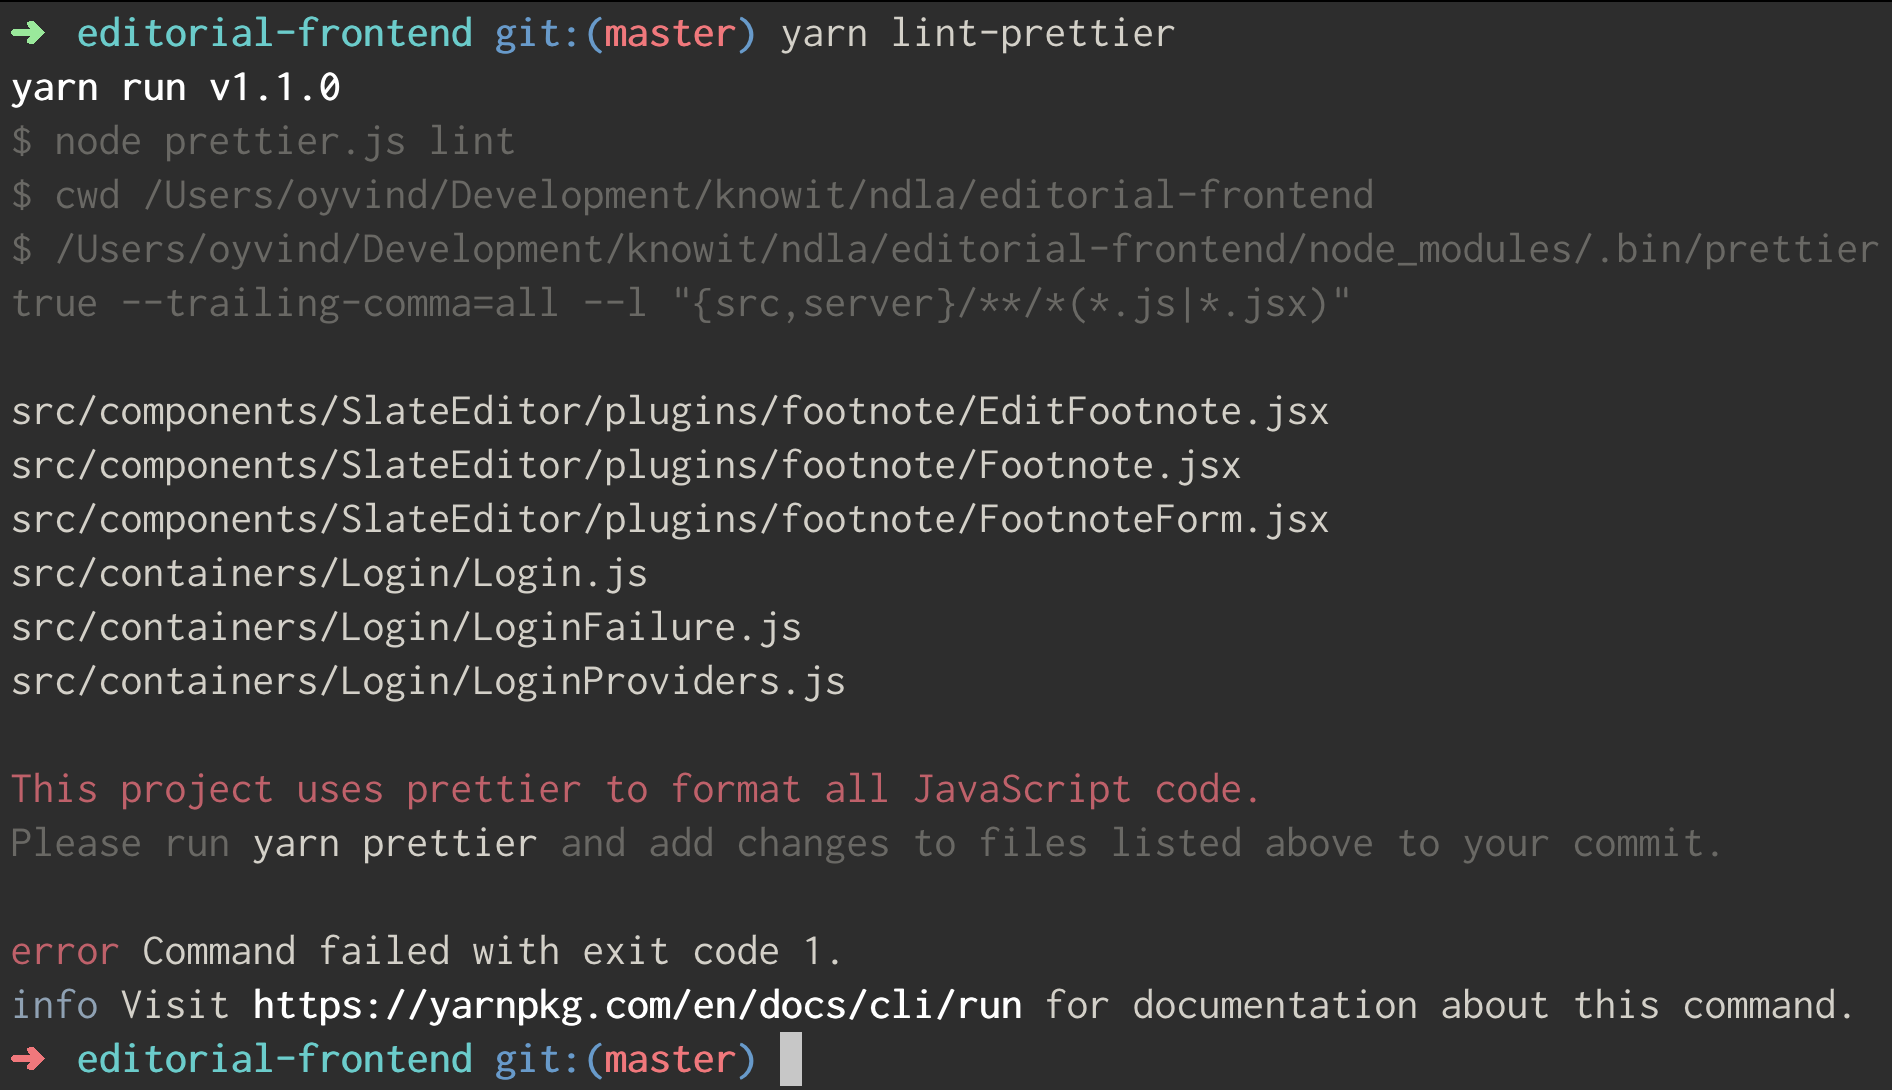 ➜ editorial-frontend git:(master) yarn lint-prettier
yarn run v1.1.0
$ node prettier.js lint
$ cwd /Users/oyvind/Development/knowit/ndla/editorial-frontend
$ /Users/oyvind/Development/knowit/ndla/editorial-frontend/node_modules/.bin/prettier
true --trailing-comma=all --l "{src,server}/**/*(*.js|*.jsx)"
src/components/SlateEditor/plugins/footnote/EditFootnote.jsx
src/components/SlateEditor/plugins/footnote/Footnote.jsx
src/components/SlateEditor/plugins/footnote/FootnoteForm.jsx
src/containers/Login/Login.js
src/containers/Login/LoginFailure.js
src/containers/Login/LoginProviders.js
This project uses prettier to format all JavaScript code.
Please run yarn prettier and add changes to files listed above to your commit.
error Command failed with exit code 1.
info Visit https://yarnpkg.com/en/docs/cli/run for documentation about this command.
➜ editorial-frontend git:(master)